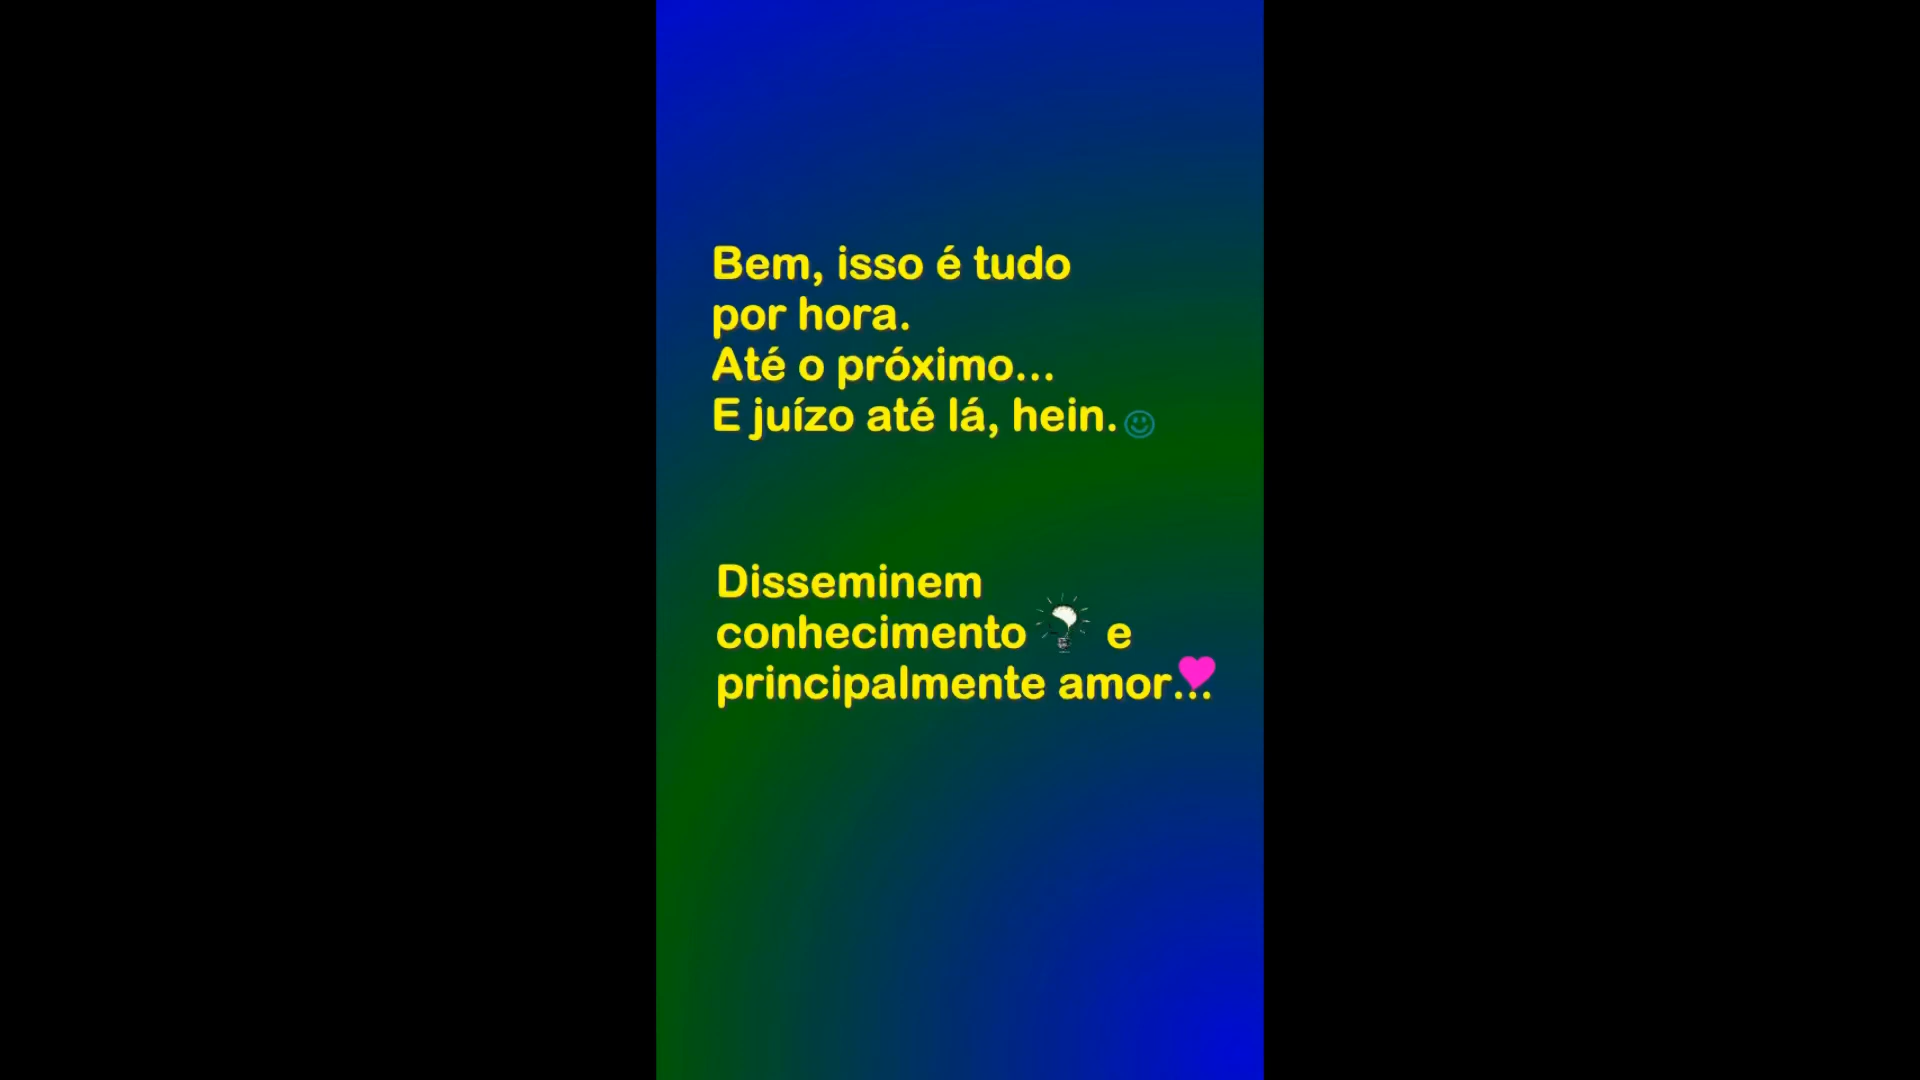 Bem, isso é tudo
por hora.
Até o próximo...
E juízo até lá, hein.
Disseminem
conhecimento e
principalmente amor...